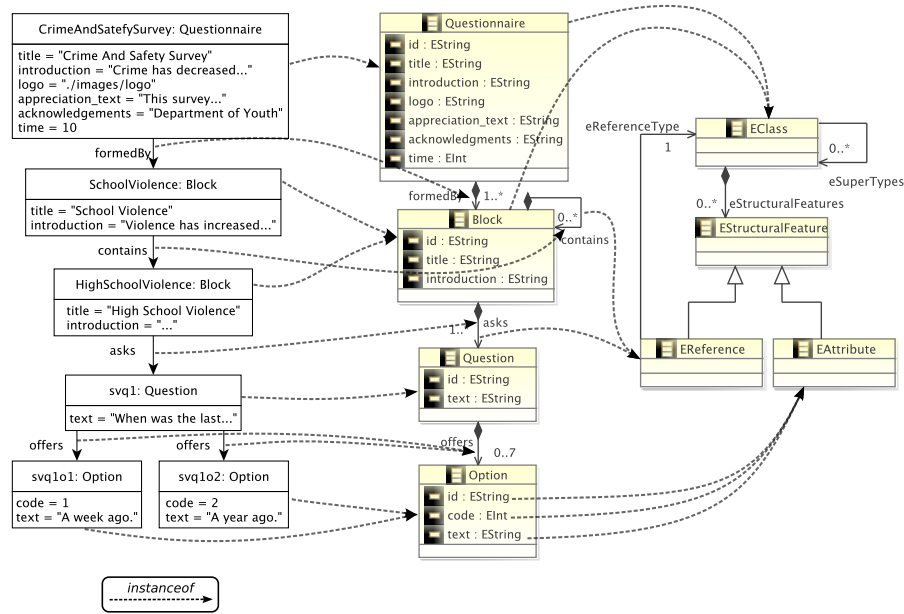 CrimeAndSatefySurvey: Questionnaire
title = "Crime And Safety Survey"
introduction = "Crime has decreased..."
logo = "./images/logo"
appreciation_text = "This survey..."
acknowledgements = "Department of Youth"
time = 10
formedBy
SchoolViolence: Block
title = "School Violence"
introduction = "Violence has increased..."
contains
HighSchoolViolence: Block
title = "High School Violence"
introduction = "..."
asks
svq1: Question
text = "When was the last..."
offers
offers
svq1o1: Option
code = 1
text = "A week ago."
svq1o2: Option
code = 2
text = "A year ago."
instanceof
Questionnaire
id : EString
title : EString
introduction : EString
logo : EString
appreciation_text : EString
acknowledgments : EString
time : EInt
formedBy
1..*
Block
id : EString
title : EString
introduction : EString
0..*
contains
asks
1..
Question
id : EString
text : EString
offers
0..7
Option
id : EString
code : EInt
text : EString
eReferenceType
1
EClass
0..*
eSuperTypes
0..*
eStructuralFeatures
EStructuralFeature
EReference
EAttribute